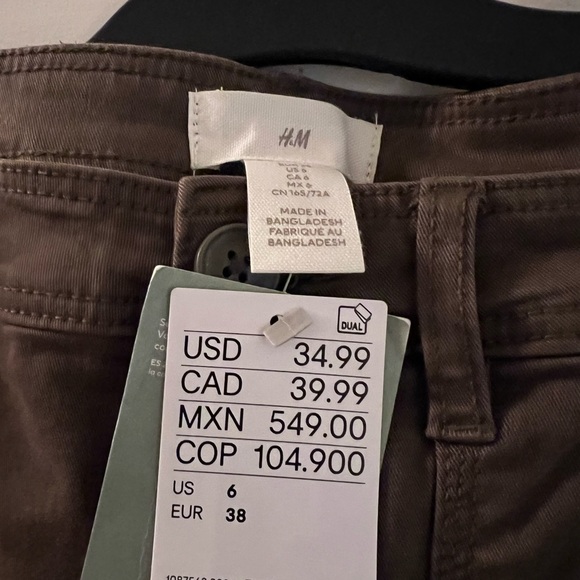 H&M
US 6
CA 6
MX 6
CN 165/72A
MADE IN
BANGLADESH
FABRIQUÉ AU
BANGLADESH
DUAL
USD 34.99
CAD 39.99
MXN 549.00
COP 104.900
US 6
EUR 38